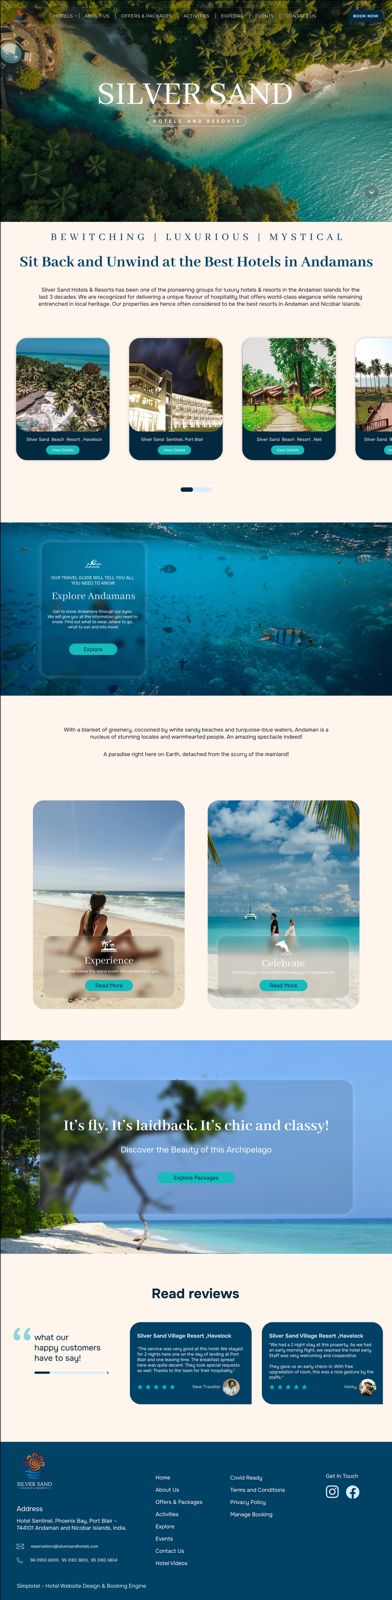 HOTELS
ABOUT US
OFFERS & PACKAGES
ACTIVITIES
EXPLORE
EVENTS
CONTACT US
BOOK NOW
SILVER SAND
HOTELS AND RESORTS
BEWITCHING | LUXURIOUS | MYSTICAL
Sit Back and Unwind at the Best Hotels in Andamans
Silver Sand Hotels & Resorts has been one of the pioneering groups for luxury hotels & resorts in the Andaman Islands for the
last 3 decades. We are recognized for delivering a unique flavour of hospitality that offers world-class elegance while remaining
entrenched in local heritage. Our properties are hence often considered to be the best resorts in Andaman and Nicobar Islands.
Silver Sand Beach Resort , Havelock
View Details
Silver Sand Sentinel, Port Blair
View Details
Silver Sand Beach Resort , Neil
View Details
Silver Sand B
OUR TRAVEL GUIDE WILL TELL YOU ALL
YOU NEED TO KNOW
Explore Andamans
Get to know Andamans through our eyes.
We will give you all the information you need to
know. Find out what to wear, where to go,
what to eat and lots more!
Explore
With a blanket of greenery, cocooned by white sandy beaches and turquoise-blue waters, Andaman is a
nucleus of stunning locales and warmhearted people. An amazing spectacle indeed!
A paradise right here on Earth, detached from the scurry of the mainland!
Experience
Read More
Celebrate
Read More
It's fly. It's laidback. It's chic and classy!
Discover the Beauty of this Archipelago
Explore Packages
Read reviews
what our
happy customers
have to say!
Silver Sand Village Resort ,Havelock
"The service was very good at this hotel. We stayed
for 2 nights here one on the day of landing at Port
Blair and one leaving time. The breakfast spread
here was quite decent. They took special requests
as well. Thanks to the team for their hospitality."
New Traveler
Silver Sand Village Resort ,Havelock
"We had a 2 night stay at this property. As we had
an early morning flight, we reached the hotel early.
Staff was very welcoming and cooperative.
They gave us an early check-in. With free
upgradation of room, this was a nice gesture by the
staffs."
Venky
SILVER SAND
Address
Hotel Sentinel, Phoenix Bay, Port Blair –
744101 Andaman and Nicobar Islands, India.
reservations@silversandhotels.com
96 0950 6000, 95 3183 3803, 95 3183 3804
Home
About Us
Offers & Packages
Activities
Explore
Events
Contact Us
Hotel Videos
Covid Ready
Terms and Conditions
Privacy Policy
Manage Booking
Get In Touch
Simplotel - Hotel Website Design & Booking Engine